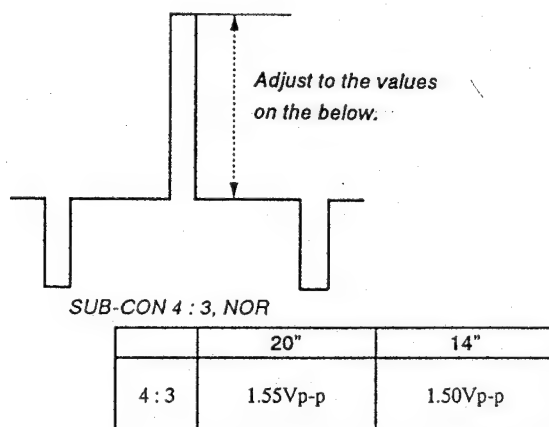 Adjust to the values
on the below.
SUB-CON 4 : 3, NOR
20" 14"
4 : 3 1.55Vp-p 1.50Vp-p